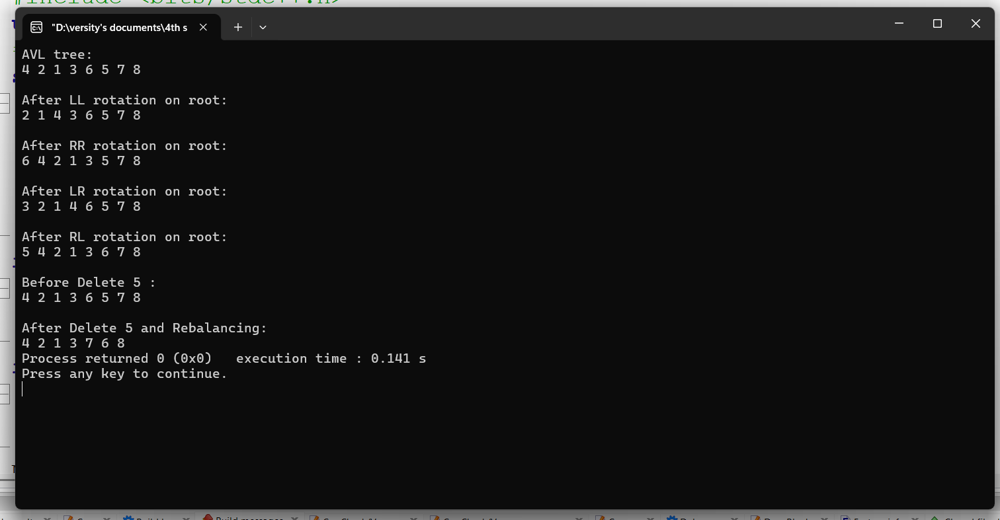 #include <bits/stdc++.h>
"D:\versity's documents\4th s
AVL tree:
4 2 1 3 6 5 7 8
After LL rotation on root:
2 1 4 3 6 5 7 8
After RR rotation on root:
6 4 2 1 3 5 7 8
After LR rotation on root:
3 2 1 4 6 5 7 8
After RL rotation on root:
5 4 2 1 3 6 7 8
Before Delete 5 :
4 2 1 3 6 5 7 8
After Delete 5 and Rebalancing:
4 2 1 3 7 6 8
Process returned 0 (0x0)   execution time : 0.141 s
Press any key to continue.